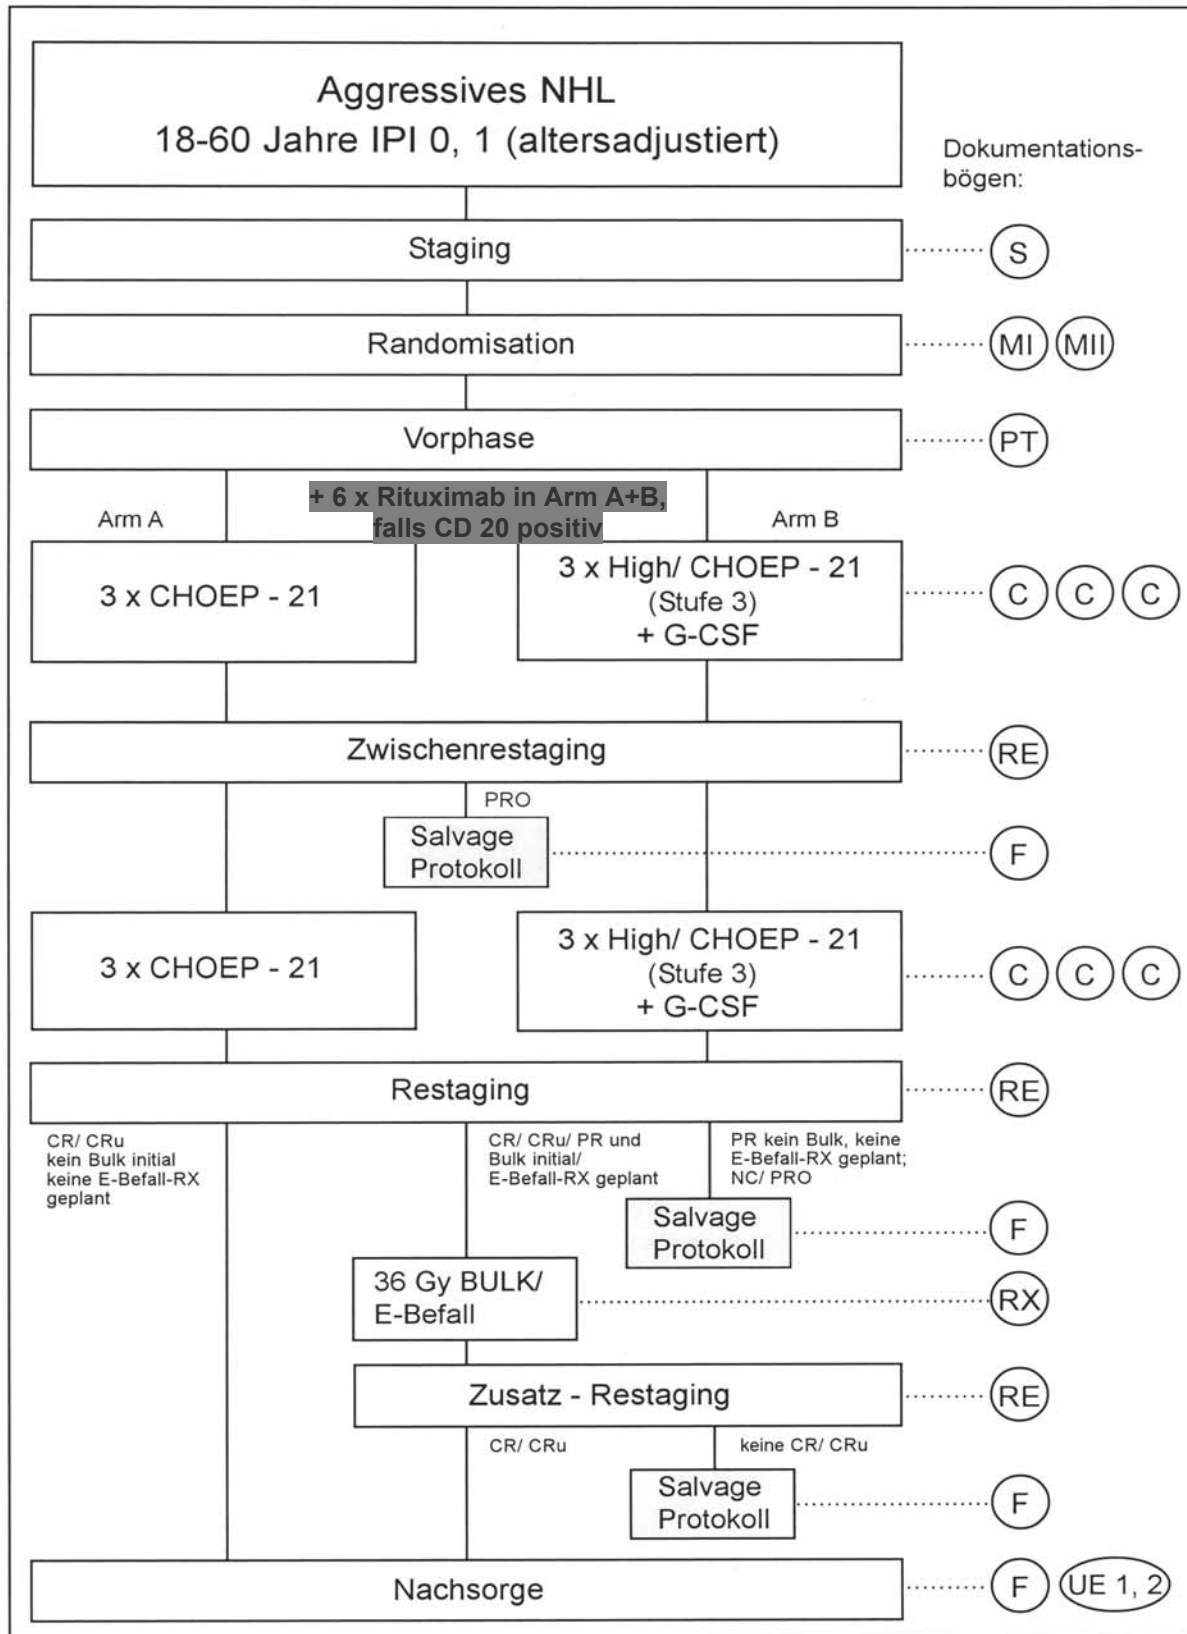 Aggressives NHL
18-60 Jahre IPI 0, 1 (altersadjustiert)
Dokumentations-
bögen:
Staging
S
Randomisation
MI MII
Vorphase
PT
+ 6 x Rituximab in Arm A+B,
falls CD 20 positiv
Arm A
Arm B
3 x CHOEP - 21
3 x High/ CHOEP - 21
(Stufe 3)
+ G-CSF
C C C
Zwischenrestaging
RE
PRO
Salvage
Protokoll
F
3 x CHOEP - 21
3 x High/ CHOEP - 21
(Stufe 3)
+ G-CSF
C C C
Restaging
RE
CR/ CRu
kein Bulk initial
keine E-Befall-RX
geplant
CR/ CRu/ PR und
Bulk initial/
E-Befall-RX geplant
PR kein Bulk, keine
E-Befall-RX geplant;
NC/ PRO
Salvage
Protokoll
F
36 Gy BULK/
E-Befall
RX
Zusatz - Restaging
RE
CR/ CRu
keine CR/ CRu
Salvage
Protokoll
F
Nachsorge
F UE 1, 2